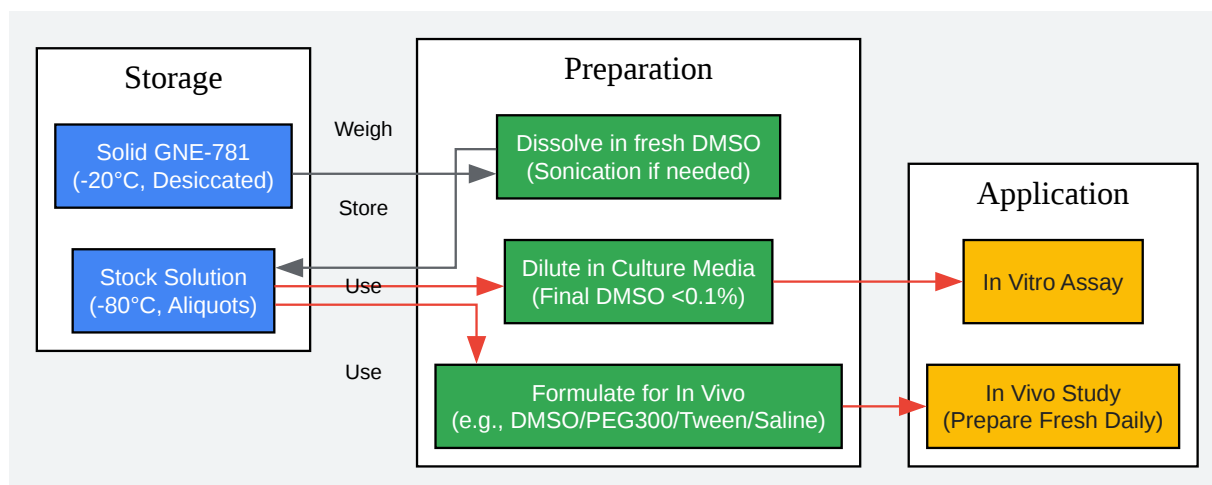 Storage
Solid GNE-781
(-20°C, Desiccated)
Stock Solution
(-80°C, Aliquots)
Weigh
Store
Use
Use
Preparation
Dissolve in fresh DMSO
(Sonication if needed)
Dilute in Culture Media
(Final DMSO <0.1%)
Formulate for In Vivo
(e.g., DMSO/PEG300/Tween/Saline)
Application
In Vitro Assay
In Vivo Study
(Prepare Fresh Daily)